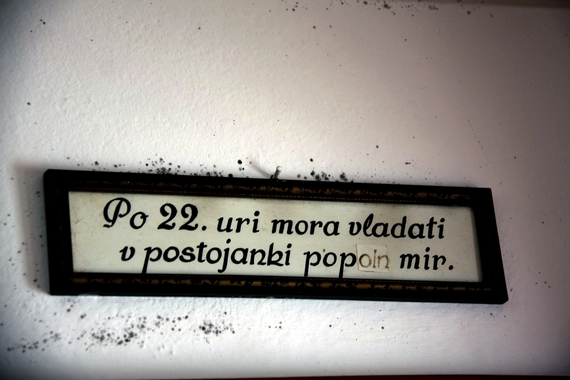 Po 22. uri mora vladati
v postojanki popoln mir.